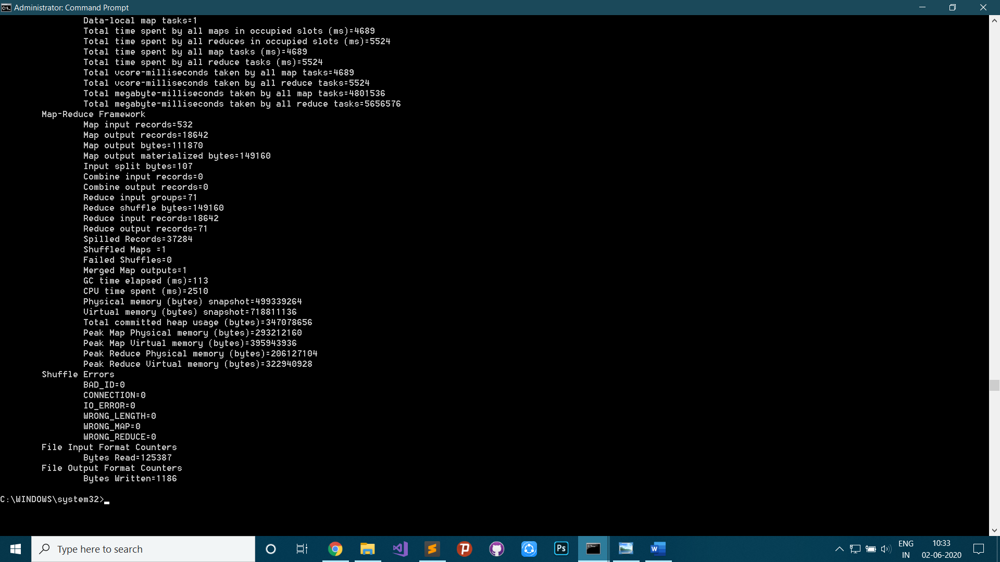 Administrator: Command Prompt
Data-local map tasks=1
Total time spent by all maps in occupied slots (ms)=4689
Total time spent by all reduces in occupied slots (ms)=5524
Total time spent by all map tasks (ms)=4689
Total time spent by all reduce tasks (ms)=5524
Total vcore-milliseconds taken by all map tasks=4689
Total vcore-milliseconds taken by all reduce tasks=5524
Total megabyte-milliseconds taken by all map tasks=4801536
Total megabyte-milliseconds taken by all reduce tasks=5656576
Map-Reduce Framework
Map input records=532
Map output records=18642
Map output bytes=111870
Map output materialized bytes=149160
Input split bytes=107
Combine input records=0
Combine output records=0
Reduce input groups=71
Reduce shuffle bytes=149160
Reduce input records=18642
Reduce output records=71
Spilled Records=37284
Shuffled Maps =1
Failed Shuffles=0
Merged Map outputs=1
GC time elapsed (ms)=113
CPU time spent (ms)=2510
Physical memory (bytes) snapshot=499339264
Virtual memory (bytes) snapshot=718811136
Total committed heap usage (bytes)=347078656
Peak Map Physical memory (bytes)=293212160
Peak Map Virtual memory (bytes)=395943936
Peak Reduce Physical memory (bytes)=206127104
Peak Reduce Virtual memory (bytes)=322940928
Shuffle Errors
BAD_ID=0
CONNECTION=0
IO_ERROR=0
WRONG_LENGTH=0
WRONG_MAP=0
WRONG_REDUCE=0
File Input Format Counters
Bytes Read=125387
File Output Format Counters
Bytes Written=1186
C:\WINDOWS\system32>
Type here to search
Ps
ENG
IN
10:33
02-06-2020